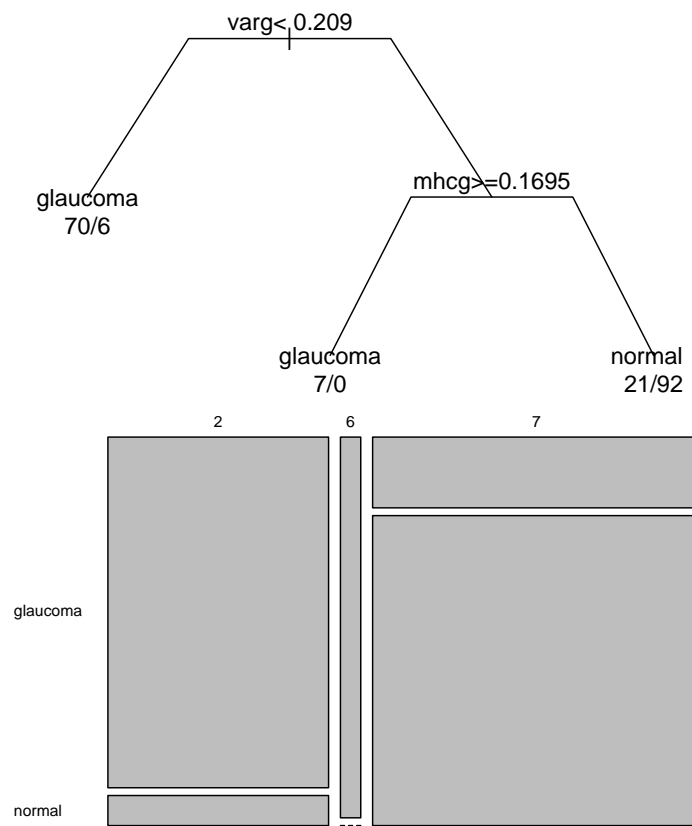 varg< 0.209
mhcg>=0.1695
glaucoma
70/6
glaucoma
7/0
normal
21/92
2 6 7
glaucoma
normal